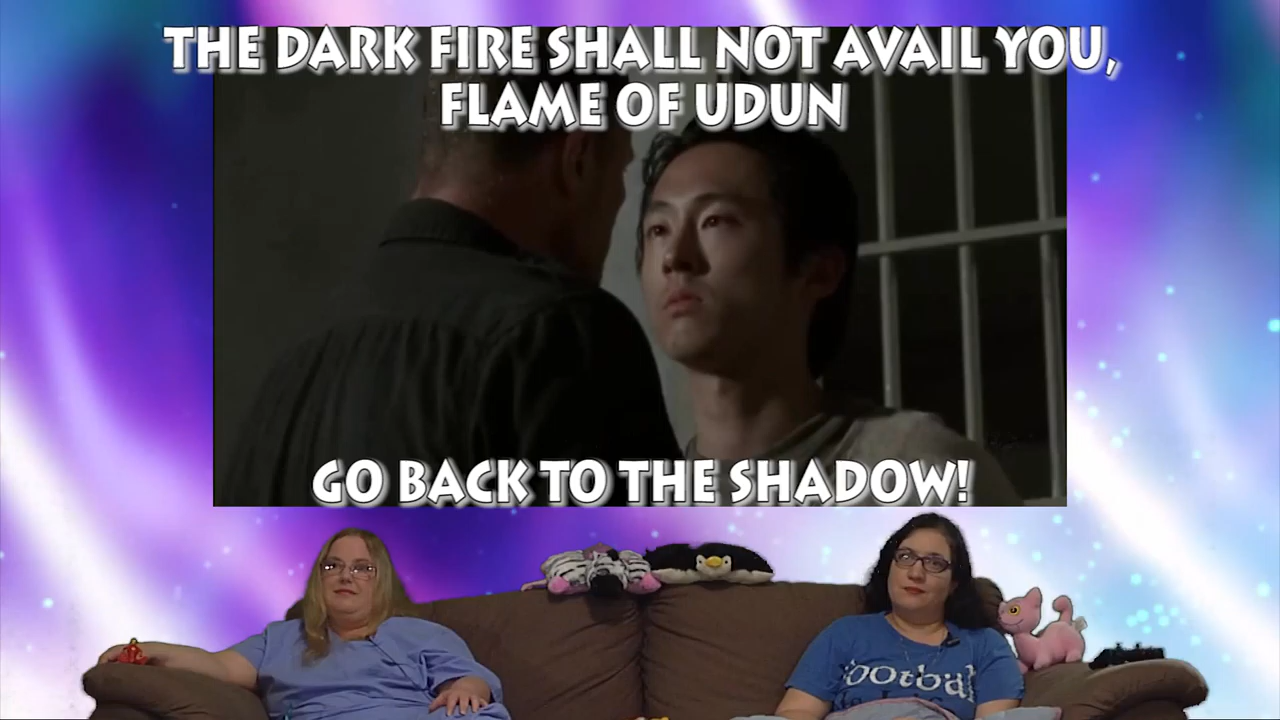 THE DARK FIRE SHALL NOT AVAIL YOU,
FLAME OF UDUN
GO BACK TO THE SHADOW!